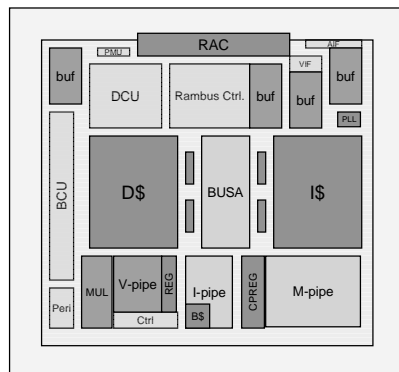 RAC
AIF
PMU
VIF
buf
DCU
Rambus Ctrl.
buf
buf
buf
PLL
BCU
D$
BUSA
I$
MUL
V-pipe
REG
I-pipe
CPREG
M-pipe
Peri
Ctrl
B$